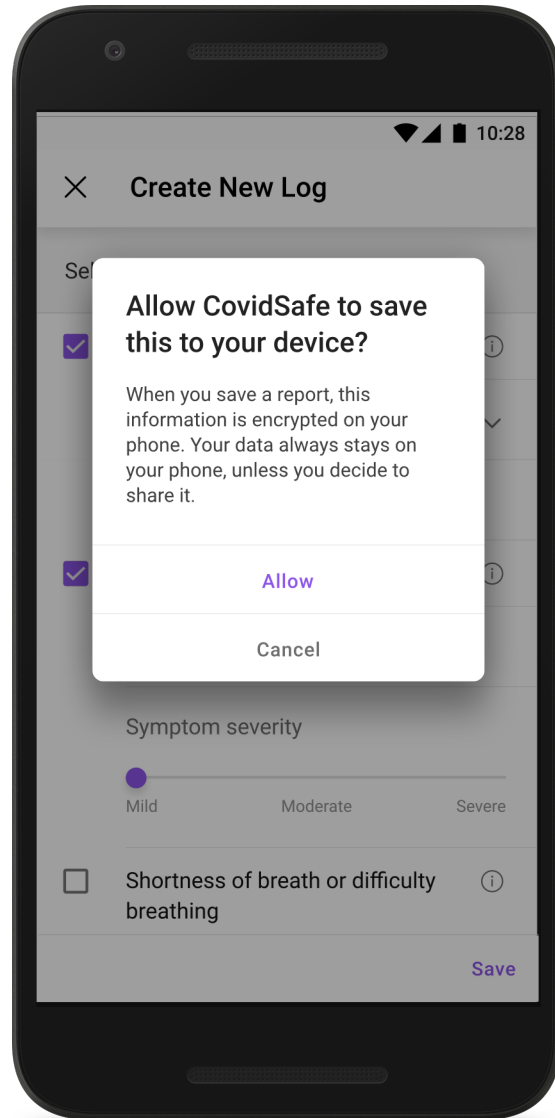 10:28
Create New Log
Sel
Allow CovidSafe to save
this to your device?
When you save a report, this
information is encrypted on your
phone. Your data always stays on
your phone, unless you decide to
share it.
Allow
Cancel
Symptom severity
Mild Moderate Severe
Shortness of breath or difficulty
breathing
Save